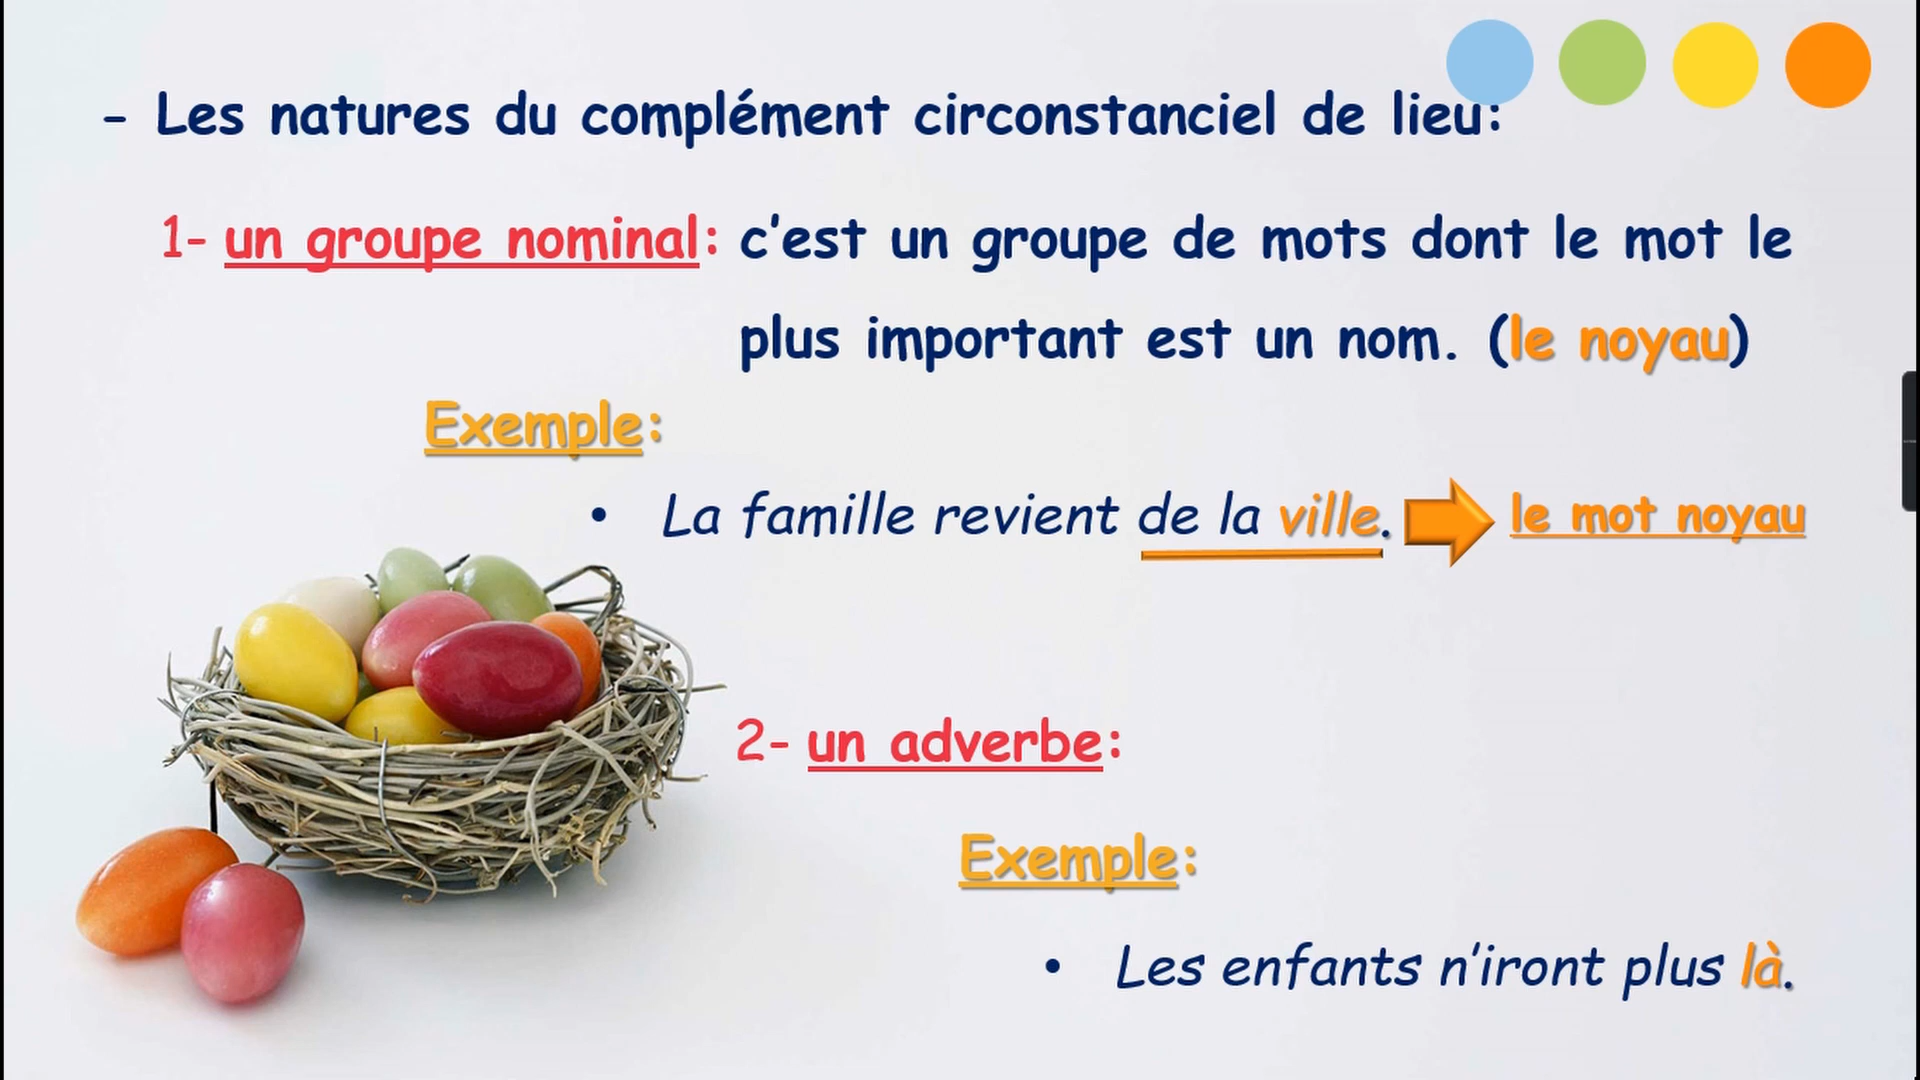 - Les natures du complément circonstanciel de lieu:
1- un groupe nominal: c'est un groupe de mots dont le mot le
plus important est un nom. (le noyau)
Exemple:
• La famille revient de la ville. le mot noyau
2- un adverbe:
Exemple:
• Les enfants n'iront plus là.